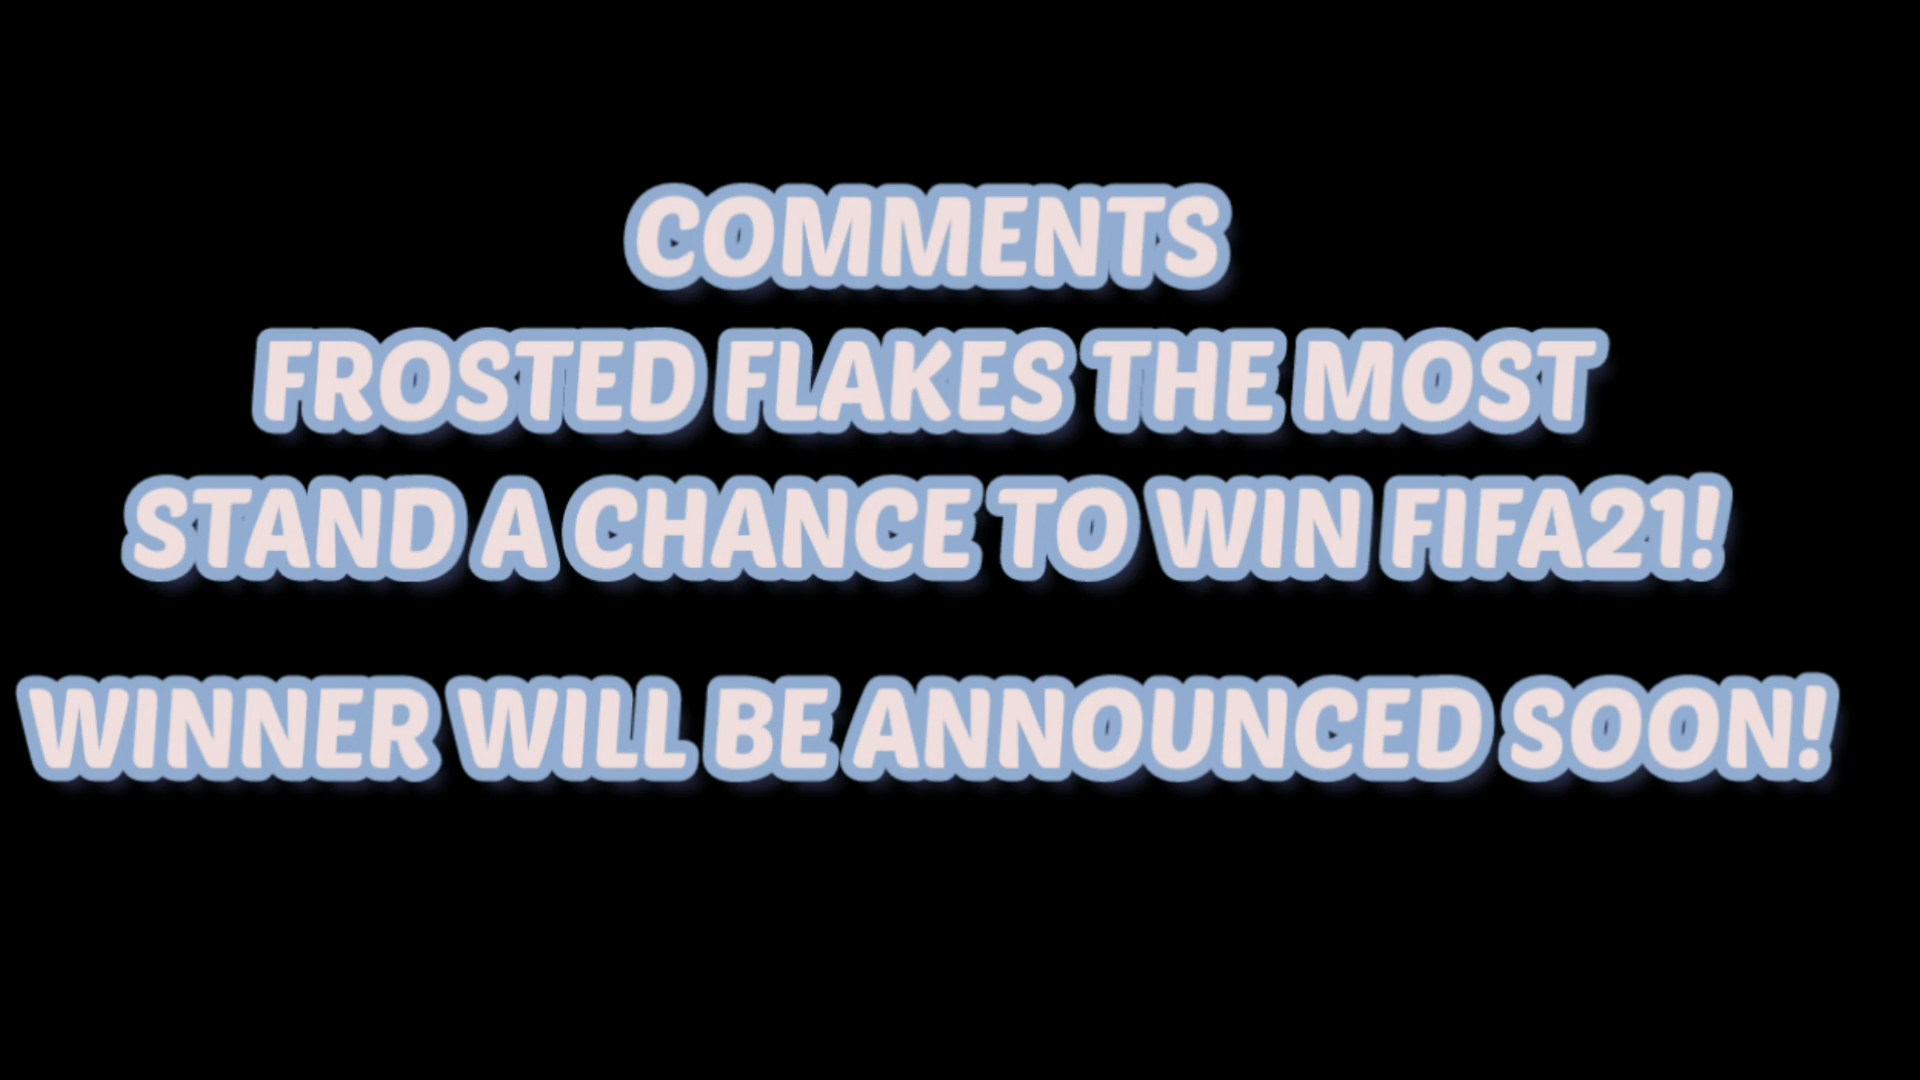 COMMENTS
FROSTED FLAKES THE MOST
STAND A CHANCE TO WIN FIFA21!
WINNER WILL BE ANNOUNCED SOON!